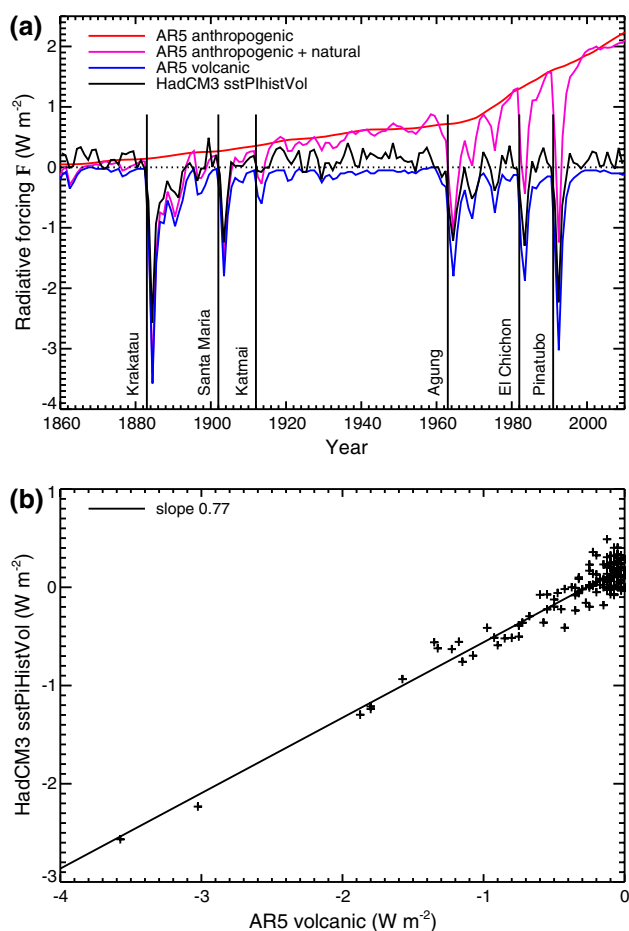 (a)
AR5 anthropogenic
AR5 anthropogenic + natural
AR5 volcanic
HadCM3 sstPIhistVol
Radiative forcing F (W m-2)
2
1
0
-1
-2
-3
-4
Krakatau
Santa Maria
Katmai
Agung
El Chichon
Pinatubo
1860 1880 1900 1920 1940 1960 1980 2000
Year
(b)
slope 0.77
HadCM3 sstPiHistVol (W m-2)
1
0
-1
-2
-3
-4 -3 -2 -1 0
AR5 volcanic (W m-2)